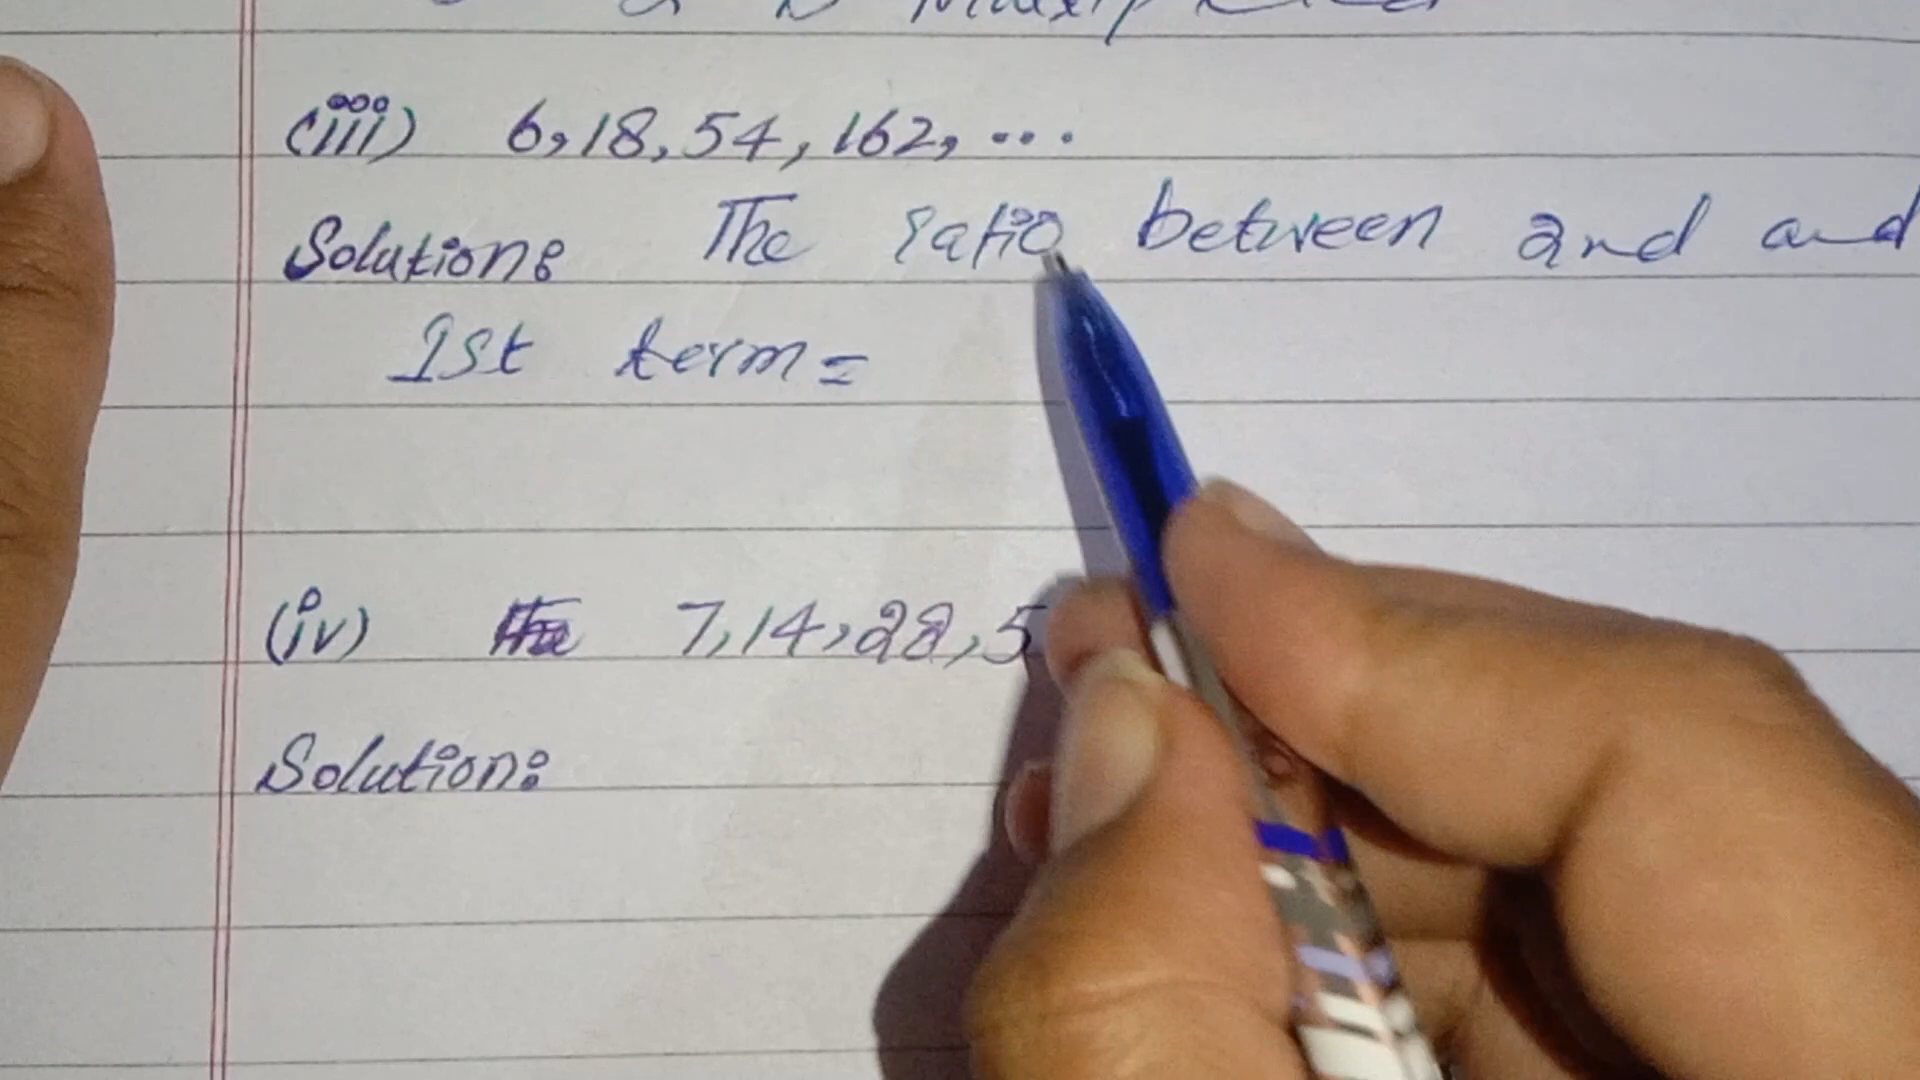 (iii) 6, 18, 54, 162, ...
Solution: The ratio between 2nd and
1st term =
(iv) 7, 14, 28, 5
Solution: